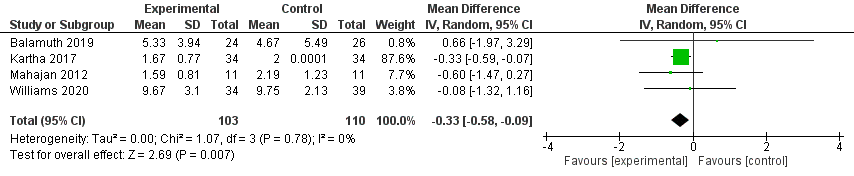 Experimental Control Mean Difference Mean Difference
Study or Subgroup Mean SD Total Mean SD Total Weight IV, Random, 95% CI IV, Random, 95% CI
Balamuth 2019 5.33 3.94 24 4.67 5.49 26 0.8% 0.66 [-1.97, 3.29]
Kartha 2017 1.67 0.77 34 2 0.0001 34 87.6% -0.33 [-0.59, -0.07]
Mahajan 2012 1.59 0.81 11 2.19 1.23 11 7.7% -0.60 [-1.47, 0.27]
Williams 2020 9.67 3.1 34 9.75 2.13 39 3.8% -0.08 [-1.32, 1.16]
Total (95% CI) 103 110 100.0% -0.33 [-0.58, -0.09]
Heterogeneity: Tau² = 0.00; Chi² = 1.07, df = 3 (P = 0.78); I² = 0%
Test for overall effect: Z = 2.69 (P = 0.007)
-4 -2 0 2 4
Favours [experimental] Favours [control]